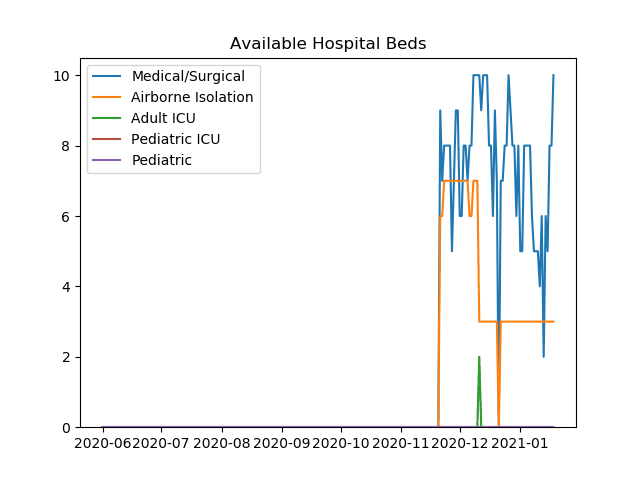 Available Hospital Beds
Medical/Surgical
Airborne Isolation
Adult ICU
Pediatric ICU
Pediatric
10
8
6
4
2
0
2020-06 2020-07 2020-08 2020-09 2020-10 2020-11 2020-12 2021-01